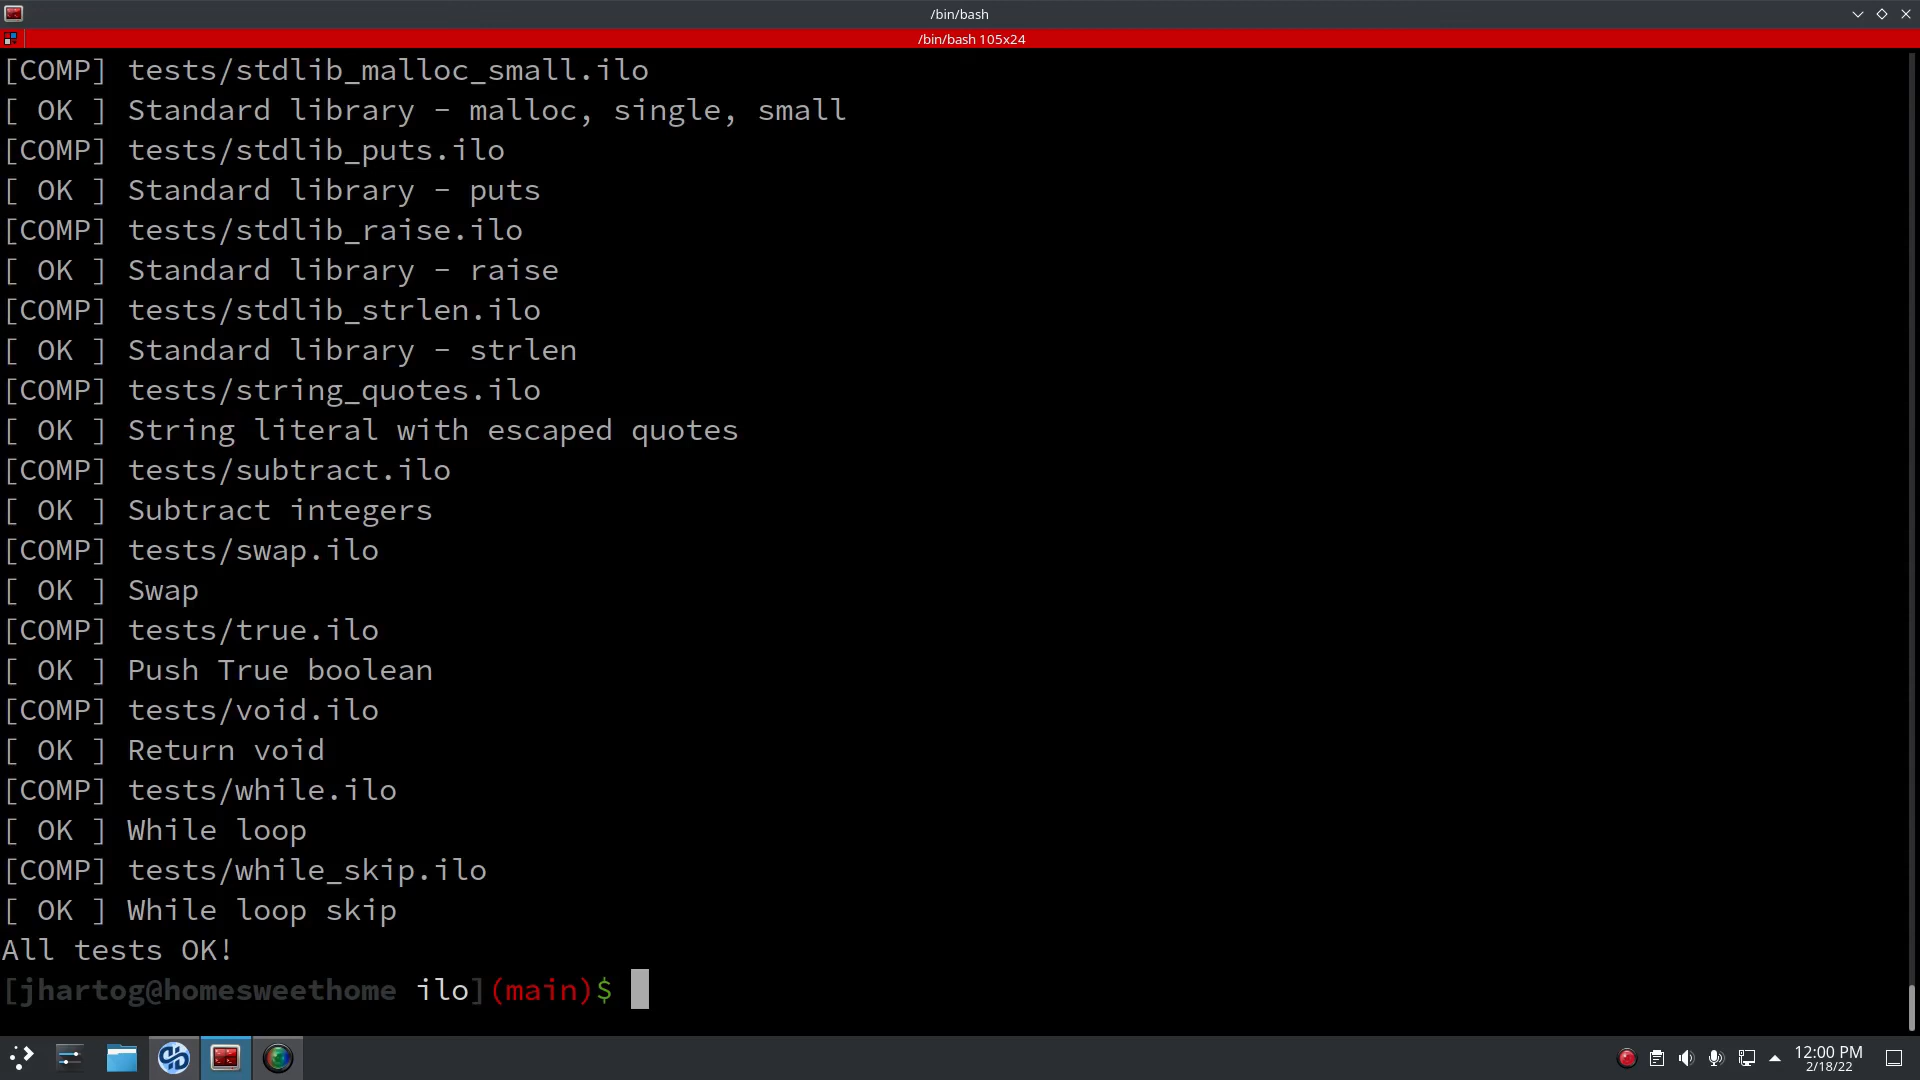 /bin/bash
/bin/bash 105x24
[COMP] tests/stdlib_malloc_small.ilo
[ OK ] Standard library - malloc, single, small
[COMP] tests/stdlib_puts.ilo
[ OK ] Standard library - puts
[COMP] tests/stdlib_raise.ilo
[ OK ] Standard library - raise
[COMP] tests/stdlib_strlen.ilo
[ OK ] Standard library - strlen
[COMP] tests/string_quotes.ilo
[ OK ] String literal with escaped quotes
[COMP] tests/subtract.ilo
[ OK ] Subtract integers
[COMP] tests/swap.ilo
[ OK ] Swap
[COMP] tests/true.ilo
[ OK ] Push True boolean
[COMP] tests/void.ilo
[ OK ] Return void
[COMP] tests/while.ilo
[ OK ] While loop
[COMP] tests/while_skip.ilo
[ OK ] While loop skip
All tests OK!
[jhartog@homesweethome ilo](main)$
12:00 PM
2/18/22